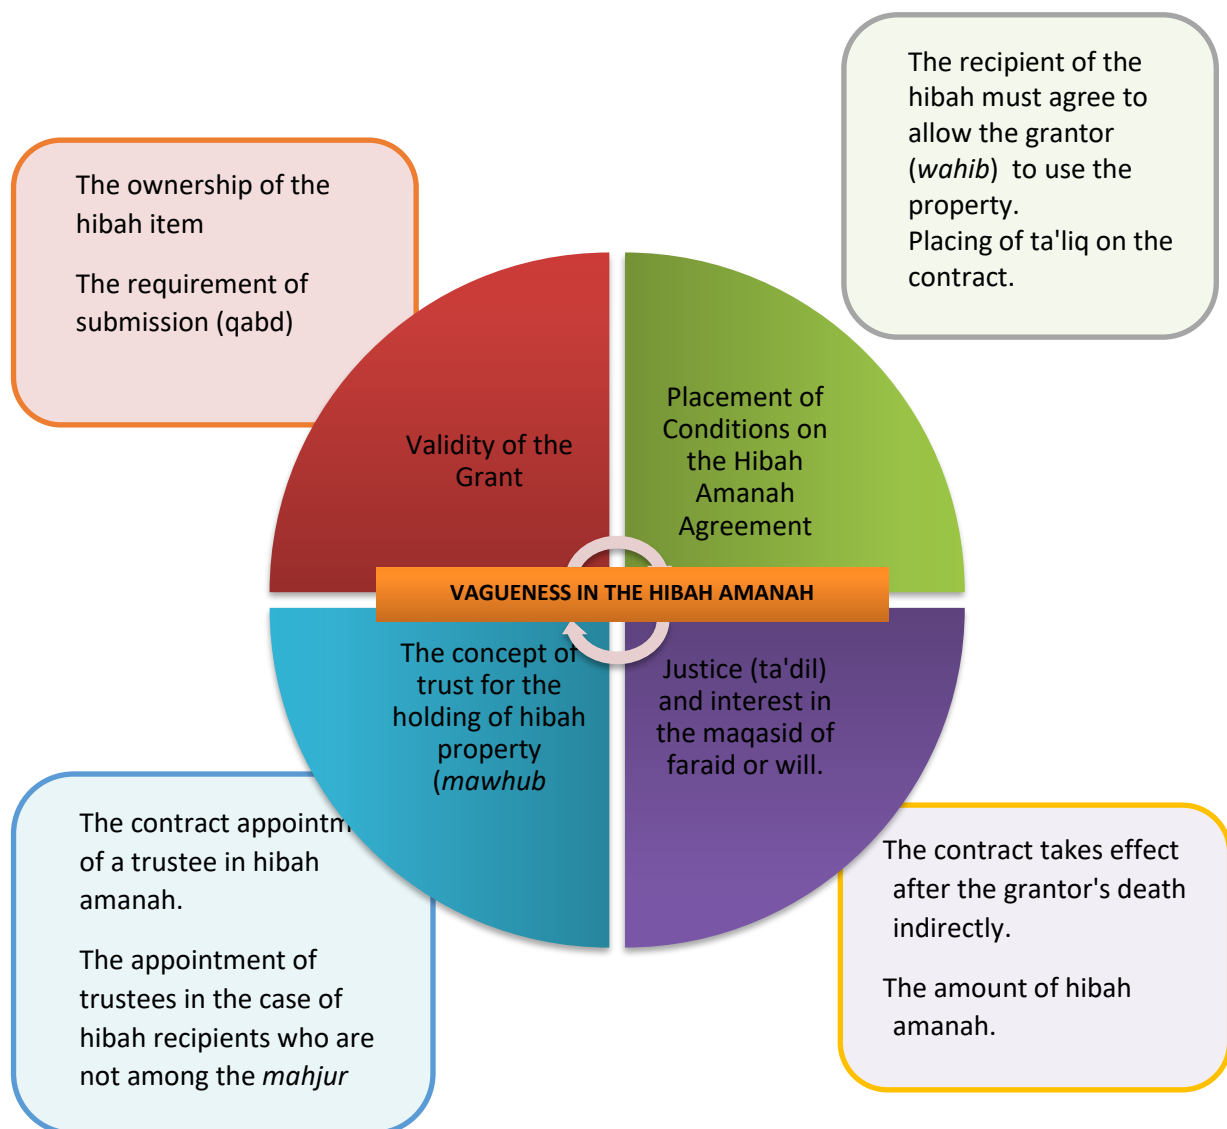 The ownership of the
hibah item
The requirement of
submission (qabd)
The recipient of the
hibah must agree to
allow the grantor
(wahib) to use the
property.
Placing of ta'liq on the
contract.
Validity of the
Grant
Placement of
Conditions on
the Hibah
Amanah
Agreement
VAGUENESS IN THE HIBAH AMANAH
The concept of
trust for the
holding of hibah
property
(mawhub
Justice (ta'dil)
and interest in
the maqasid of
faraid or will.
The contract appointm
of a trustee in hibah
amanah.
The appointment of
trustees in the case of
hibah recipients who are
not among the mahjur
The contract takes effect
after the grantor's death
indirectly.
The amount of hibah
amanah.